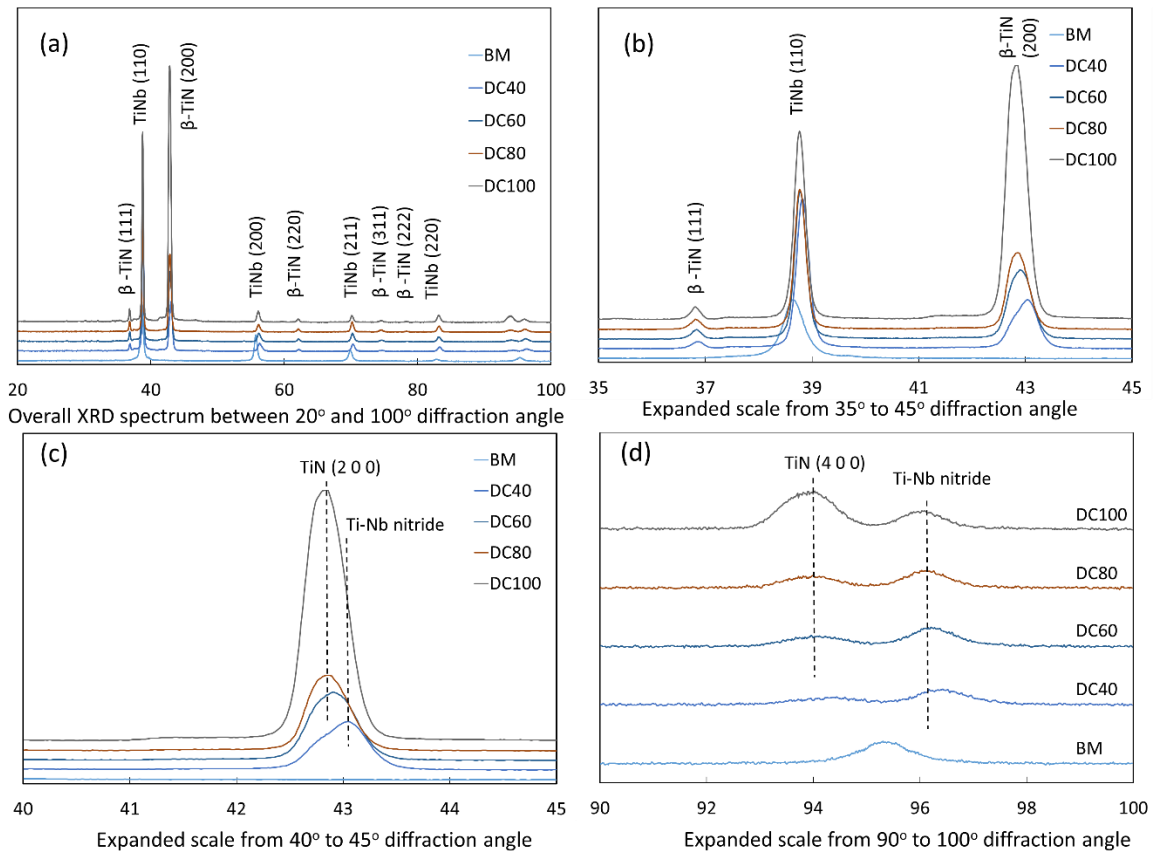 (a)
TiNb (110)
β-TiN (200)
BM
DC40
DC60
DC80
DC100
β -TiN (111)
TiNb (200)
β-TiN (220)
TiNb (211)
β -TiN (311)
β -TiN (222)
TiNb (220)
20 40 60 80 100
Overall XRD spectrum between 20° and 100° diffraction angle
(b)
TiNb (110)
β-TiN
(200)
BM
DC40
DC60
DC80
DC100
β -TiN (111)
35 37 39 41 43 45
Expanded scale from 35° to 45° diffraction angle
(c)
TiN (2 0 0)
Ti-Nb nitride
BM
DC40
DC60
DC80
DC100
40 41 42 43 44 45
Expanded scale from 40° to 45° diffraction angle
(d)
TiN (4 0 0)
Ti-Nb nitride
DC100
DC80
DC60
DC40
BM
90 92 94 96 98 100
Expanded scale from 90° to 100° diffraction angle